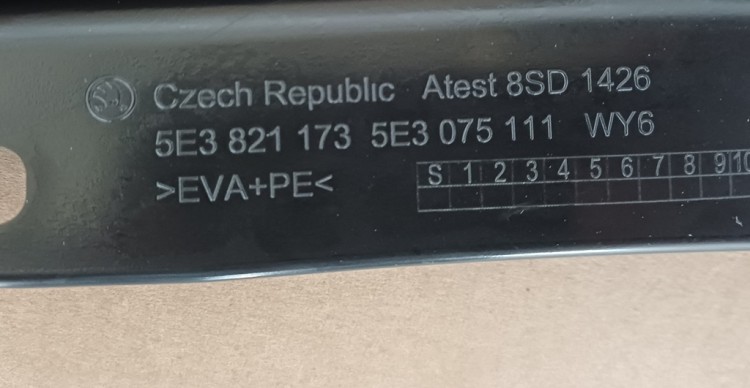 Czech Republic Atest 8SD 1426
5E3 821 173 5E3 075 111 WY6
>EVA+PE<
S 1 2 3 4 5 6 7 8 9 10